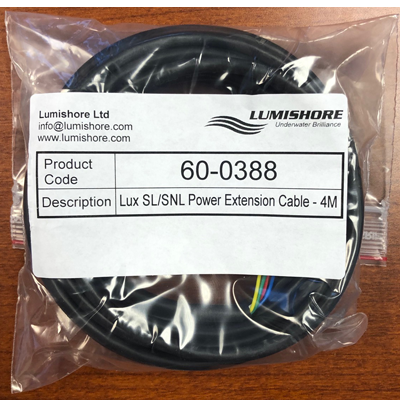 Lumishore Ltd
info@lumishore.com
www.lumishore.com
LUMISHORE
Underwater Brilliance
Product Code
60-0388
Description
Lux SL/SNL Power Extension Cable - 4M